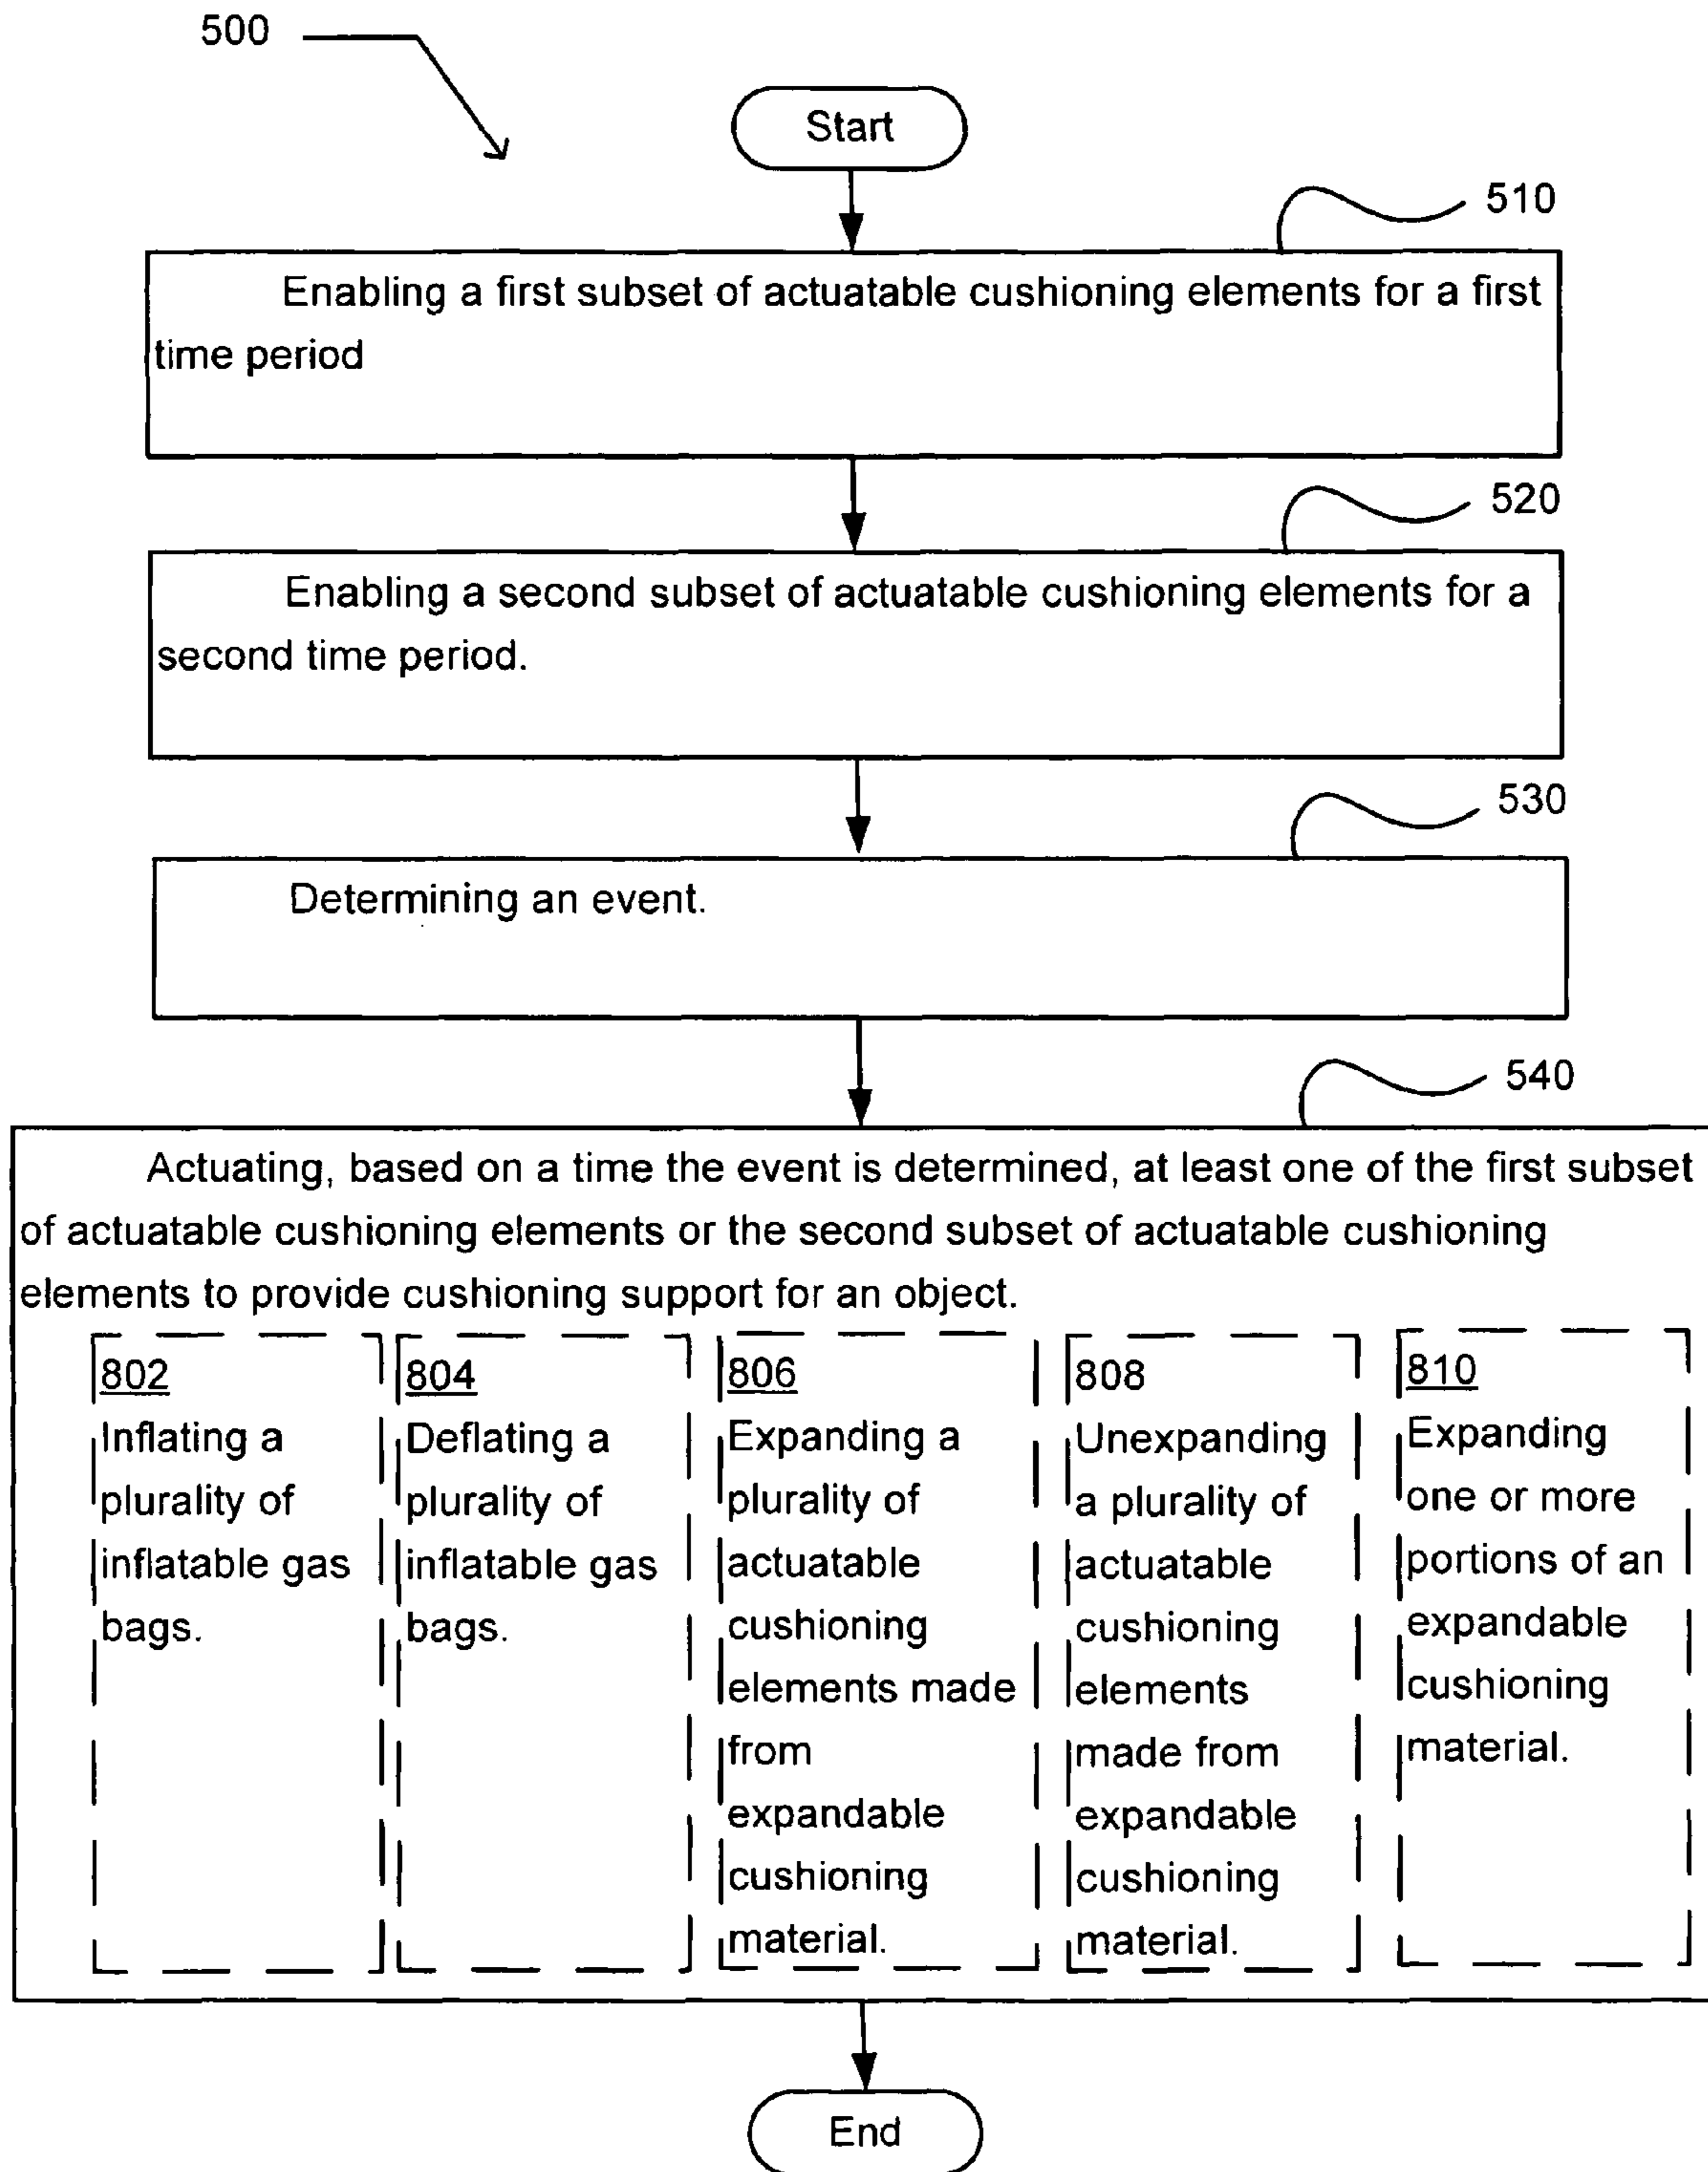 500
Start
510
Enabling a first subset of actuatable cushioning elements for a first
time period
520
Enabling a second subset of actuatable cushioning elements for a
second time period.
530
Determining an event.
540
Actuating, based on a time the event is determined, at least one of the first subset
of actuatable cushioning elements or the second subset of actuatable cushioning
elements to provide cushioning support for an object.
802
Inflating a
plurality of
inflatable gas
bags.
804
Deflating a
plurality of
inflatable gas
bags.
806
Expanding a
plurality of
actuatable
cushioning
elements made
from
expandable
cushioning
material.
808
Unexpanding
a plurality of
actuatable
cushioning
elements
made from
expandable
cushioning
material.
810
Expanding
one or more
portions of an
expandable
cushioning
material.
End